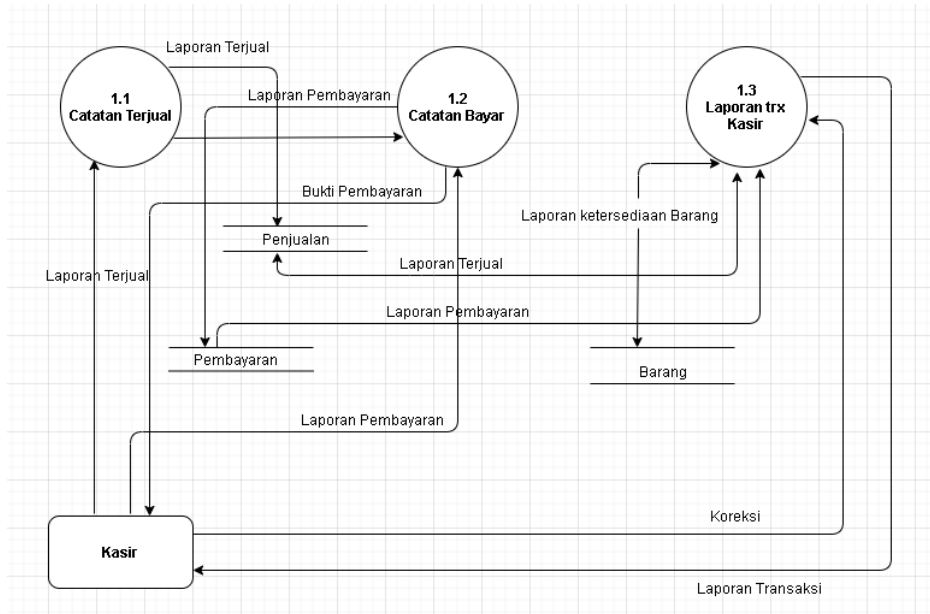 Laporan Terjual
1.1
Catatan Terjual
Laporan Pembayaran
1.2
Catatan Bayar
1.3
Laporan trx
Kasir
Bukti Pembayaran
Laporan ketersediaan Barang
Penjualan
Laporan Terjual
Laporan Terjual
Laporan Pembayaran
Pembayaran
Barang
Laporan Pembayaran
Koreksi
Kasir
Laporan Transaksi